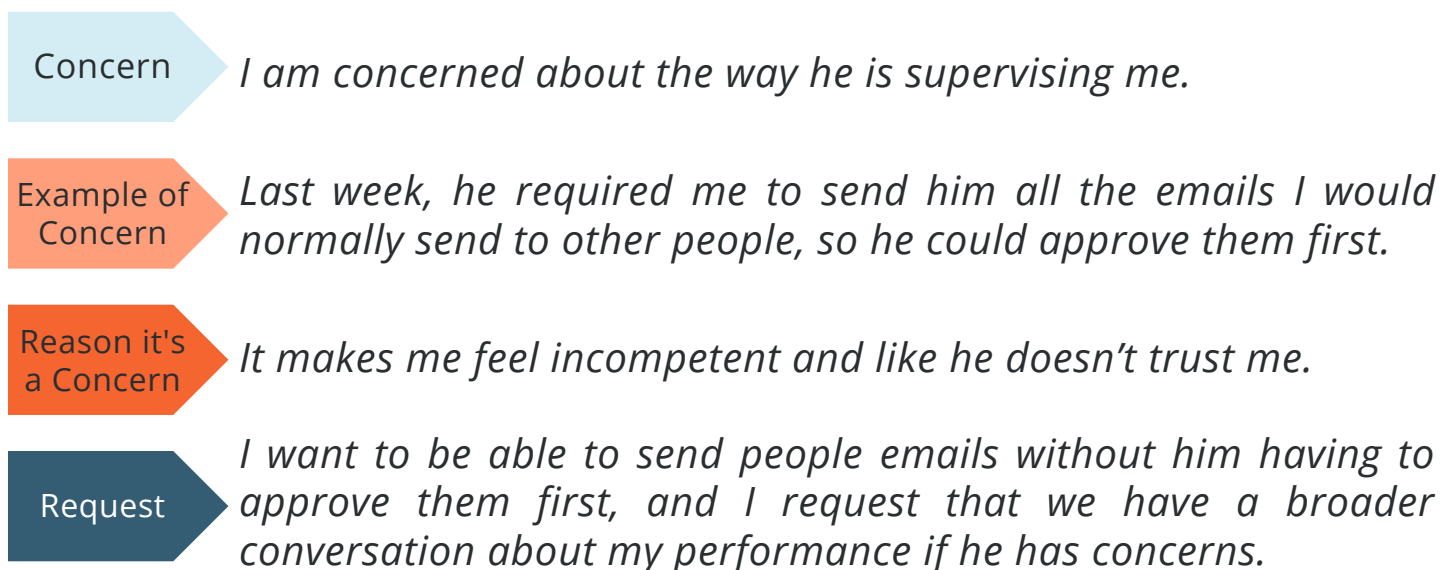 Concern
I am concerned about the way he is supervising me.
Example of
Concern
Last week, he required me to send him all the emails I would
normally send to other people, so he could approve them first.
Reason it's
a Concern
It makes me feel incompetent and like he doesn’t trust me.
Request
I want to be able to send people emails without him having to
approve them first, and I request that we have a broader
conversation about my performance if he has concerns.